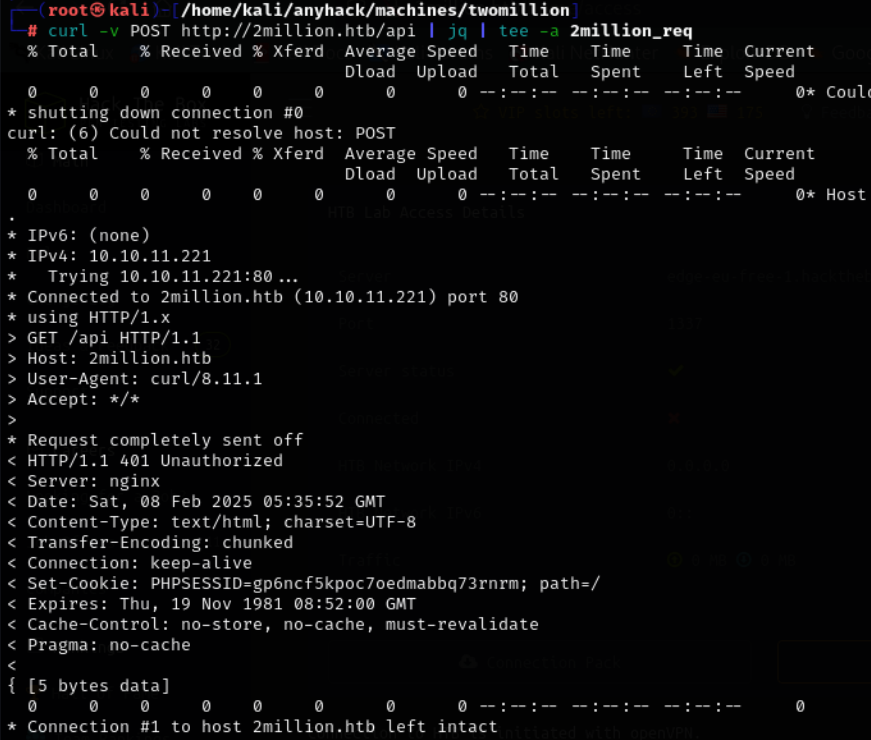 ┌──(root㉿kali)-[/home/kali/anyhack/machines/twomillion]
└─# curl -v POST http://2million.htb/api | jq | tee -a 2million_req
% Total % Received % Xferd Average Speed Time Time Time Current
Dload Upload Total Spent Left Speed
0 0 0 0 0 0 0 0 --:--:-- --:--:-- --:--:-- 0* Coul
* shutting down connection #0
curl: (6) Could not resolve host: POST
% Total % Received % Xferd Average Speed Time Time Time Current
Dload Upload Total Spent Left Speed
0 0 0 0 0 0 0 0 --:--:-- --:--:-- --:--:-- 0* Host
.
* IPv6: (none)
* IPv4: 10.10.11.221
* Trying 10.10.11.221:80...
* Connected to 2million.htb (10.10.11.221) port 80
* using HTTP/1.x
> GET /api HTTP/1.1
> Host: 2million.htb
> User-Agent: curl/8.11.1
> Accept: */*
>
* Request completely sent off
< HTTP/1.1 401 Unauthorized
< Server: nginx
< Date: Sat, 08 Feb 2025 05:35:52 GMT
< Content-Type: text/html; charset=UTF-8
< Transfer-Encoding: chunked
< Connection: keep-alive
< Set-Cookie: PHPSESSID=gp6ncf5kpoc7oedmabbq73rnrm; path=/
< Expires: Thu, 19 Nov 1981 08:52:00 GMT
< Cache-Control: no-store, no-cache, must-revalidate
< Pragma: no-cache
<
{ [5 bytes data]
0 0 0 0 0 0 0 0 --:--:-- --:--:-- --:--:-- 0
* Connection #1 to host 2million.htb left intact